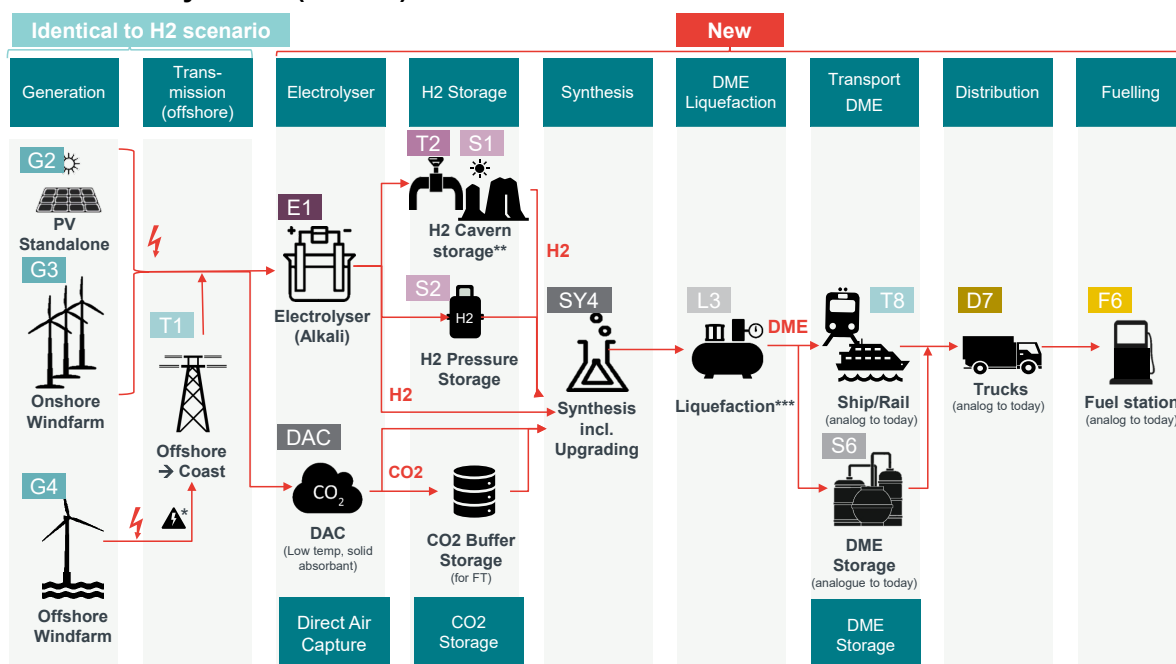 Identical to H2 scenario
New
Generation
Trans-
mission
(offshore)
Electrolyser
H2 Storage
Synthesis
DME
Liquefaction
Transport
DME
Distribution
Fuelling
G2
PV
Standalone
G3
Onshore
Windfarm
G4
Offshore
Windfarm
T1
Offshore
→ Coast
*
E1
Electrolyser
(Alkali)
H2
DAC
CO2
CO2
DAC
(Low temp, solid
absorbant)
Direct Air
Capture
T2
S1
H2 Cavern
storage**
H2
S2
H2
H2 Pressure
Storage
CO2 Buffer
Storage
(for FT)
CO2
Storage
SY4
Synthesis
incl.
Upgrading
L3
Liquefaction***
DME
T8
Ship/Rail
(analog to today)
S6
DME
Storage
(analogue to today)
DME
Storage
D7
Trucks
(analog to today)
F6
Fuel station
(analog to today)